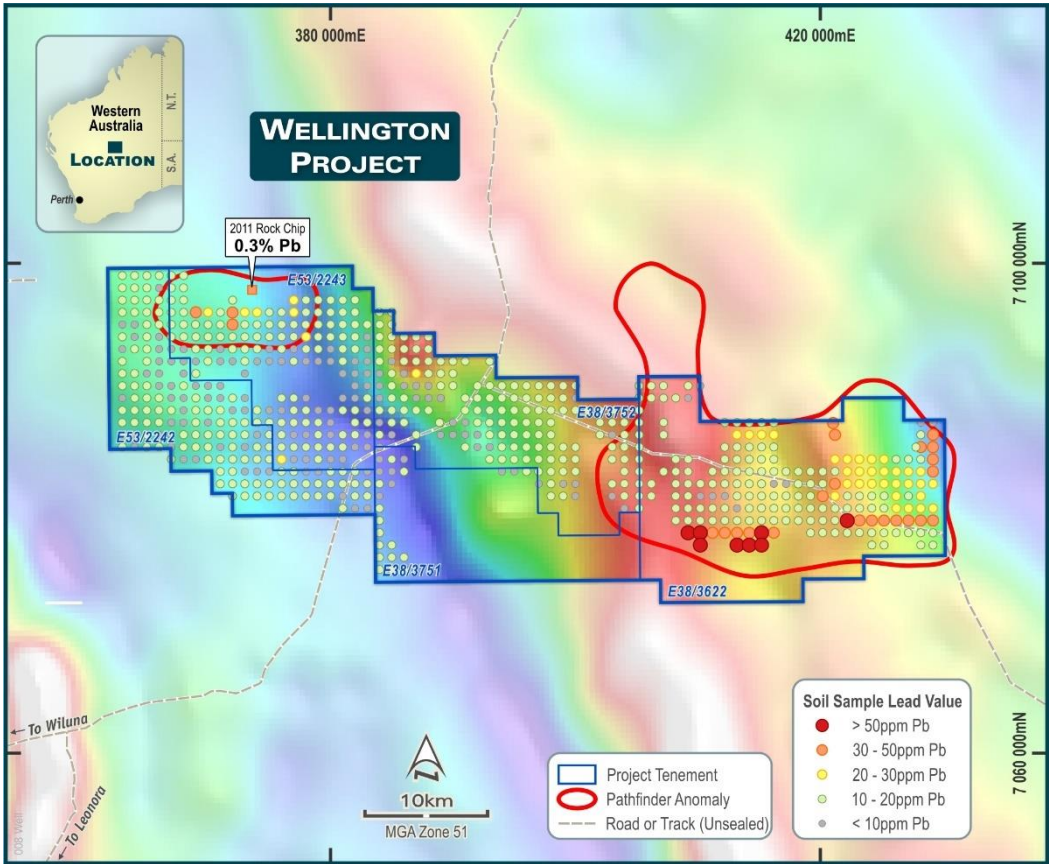 380 000mE
420 000mE
Western
Australia
LOCATION
N.T.
S.A.
Perth
WELLINGTON
PROJECT
2011 Rock Chip
0.3% Pb
7 100 000mN
E53/2243
E53/2242
E38/3752
E38/3751
E38/3622
To Wiluna
To Leonora
10km
MGA Zone 51
Project Tenement
Pathfinder Anomaly
Road or Track (Unsealed)
Soil Sample Lead Value
> 50ppm Pb
30 - 50ppm Pb
20 - 30ppm Pb
10 - 20ppm Pb
< 10ppm Pb
7 060 000mN
008 Well